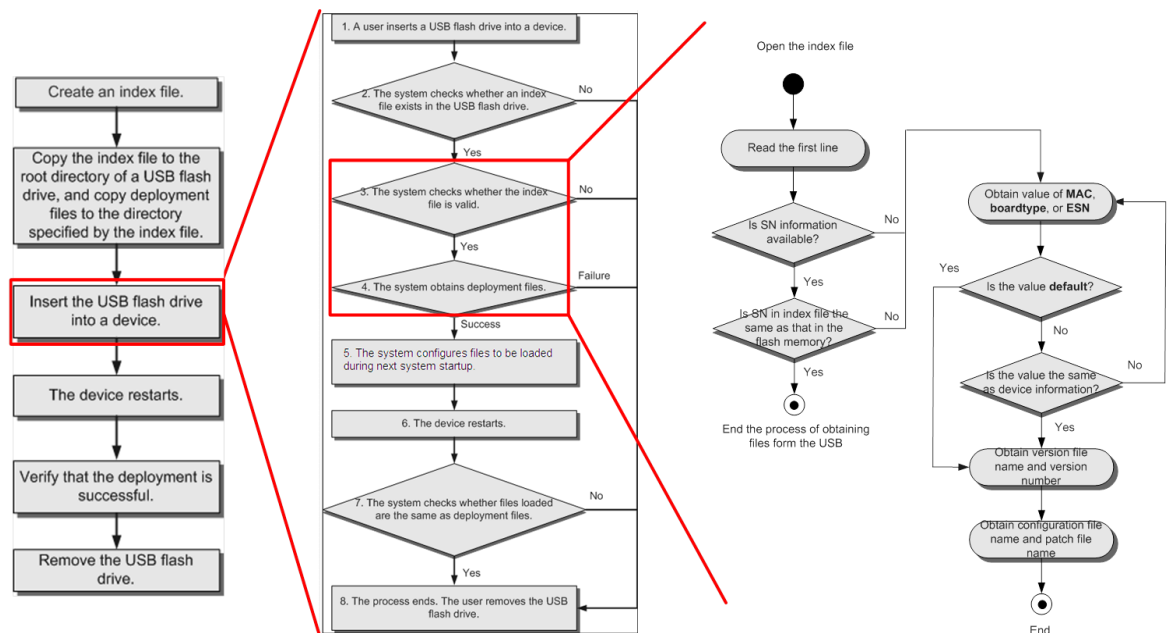 Create an index file.
Copy the index file to the
root directory of a USB flash
drive, and copy deployment
files to the directory
specified by the index file.
Insert the USB flash drive
into a device.
The device restarts.
Verify that the deployment is
successful.
Remove the USB flash
drive.
1. A user inserts a USB flash drive into a device.
2. The system checks whether an index
file exists in the USB flash drive.
No
Yes
3. The system checks whether the index
file is valid.
No
Yes
4. The system obtains deployment files.
Failure
Success
5. The system configures files to be loaded
during next system startup.
6. The device restarts.
7. The system checks whether files loaded
are the same as deployment files.
No
Yes
8. The process ends. The user removes the USB
flash drive.
Open the index file
Read the first line
Is SN information
available?
No
Yes
Is SN in index file the
same as that in the
flash memory?
No
Yes
End the process of obtaining
files form the USB
Obtain value of MAC,
boardtype, or ESN
Yes
Is the value default?
No
Is the value the same
as device information?
No
Yes
Obtain version file
name and version
number
Obtain configuration file
name and patch file
name
End